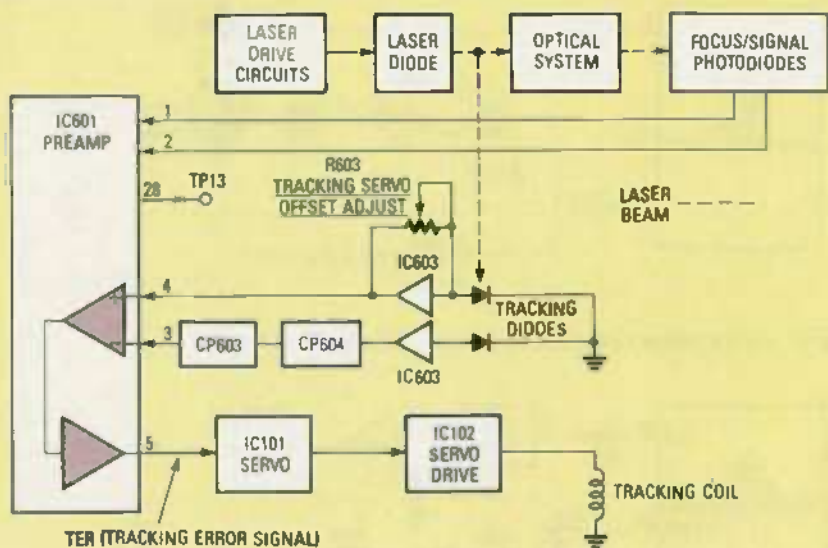 LASER
DRIVE
CIRCUITS
LASER
DIODE
OPTICAL
SYSTEM
FOCUS/SIGNAL
PHOTODIODES
IC601
PREAMP
1
2
28
TP13
R603
TRACKING SERVO
OFFSET ADJUST
LASER
BEAM
4
IC603
TRACKING
DIODES
3
CP603
CP604
IC603
5
IC101
SERVO
IC102
SERVO
DRIVE
TRACKING COIL
TER (TRACKING ERROR SIGNAL)